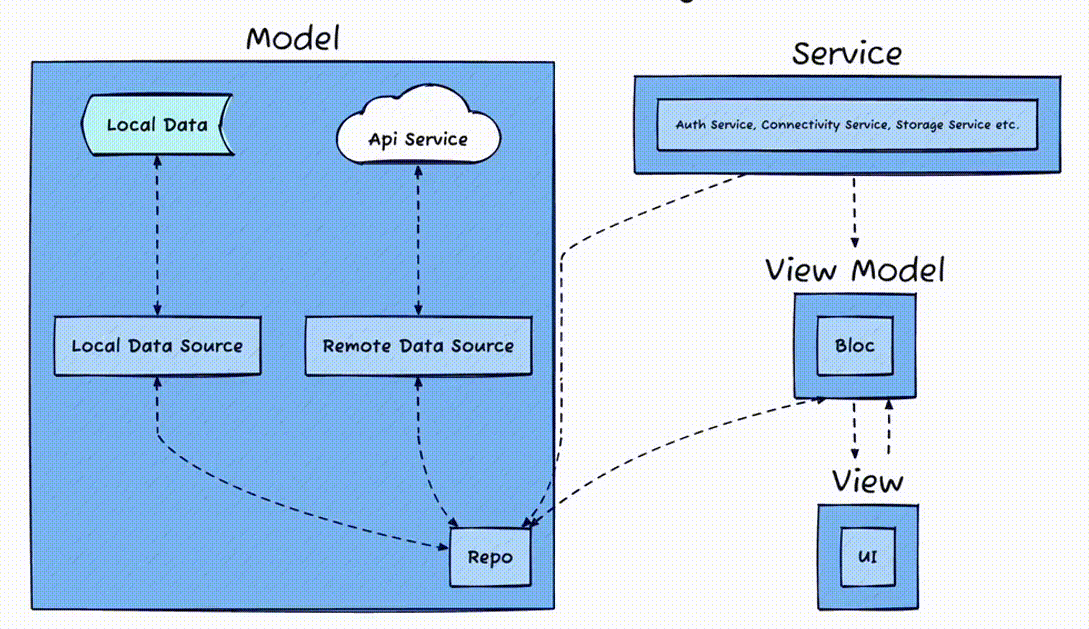 Model
Service
Local Data
Api Service
Auth Service, Connectivity Service, Storage Service etc.
View Model
Local Data Source
Remote Data Source
Bloc
View
Repo
UI